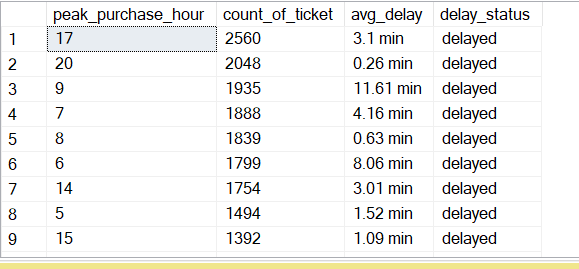 peak_purchase_hour count_of_ticket avg_delay delay_status
1 17 2560 3.1 min delayed
2 20 2048 0.26 min delayed
3 9 1935 11.61 min delayed
4 7 1888 4.16 min delayed
5 8 1839 0.63 min delayed
6 6 1799 8.06 min delayed
7 14 1754 3.01 min delayed
8 5 1494 1.52 min delayed
9 15 1392 1.09 min delayed